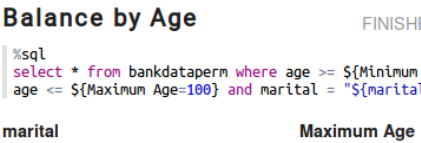 Balance by Age
FINISHE
%sql
select * from bankdataperm where age >= ${Minimum
age <= ${Maximum Age=100} and marital = "${marital
marital Maximum Age